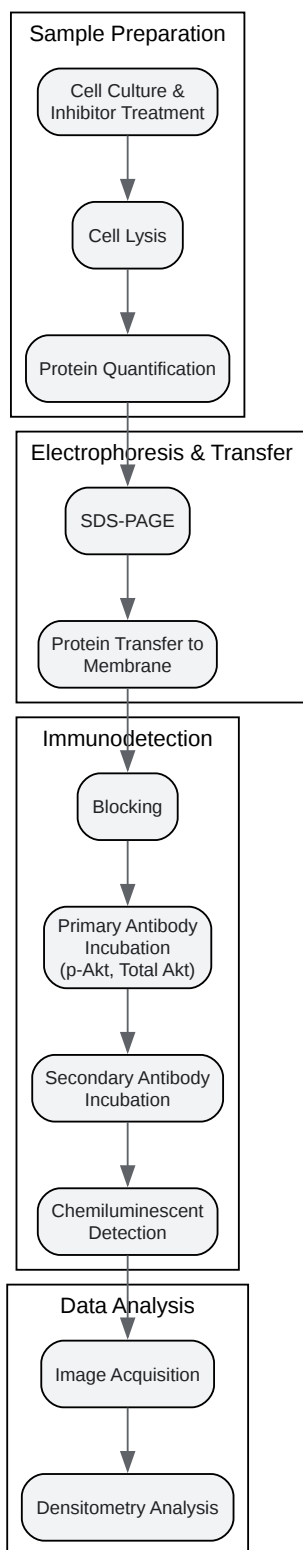 Sample Preparation
Cell Culture &
Inhibitor Treatment
Cell Lysis
Protein Quantification
Electrophoresis & Transfer
SDS-PAGE
Protein Transfer to
Membrane
Immunodetection
Blocking
Primary Antibody
Incubation
(p-Akt, Total Akt)
Secondary Antibody
Incubation
Chemiluminescent
Detection
Data Analysis
Image Acquisition
Densitometry Analysis